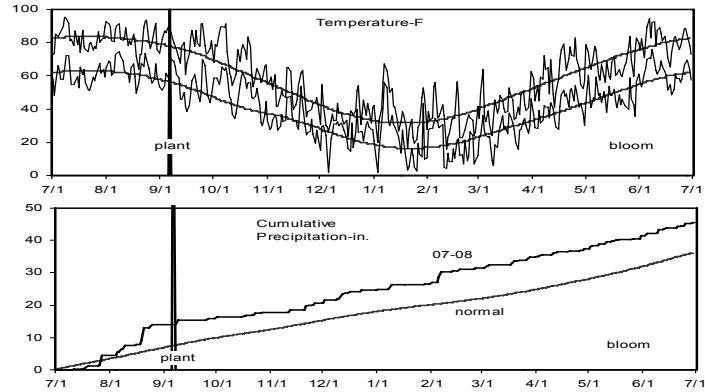 100
Temperature-F
80
60
40
20
plant
bloom
0
7/1 8/1 9/1 10/1 11/1 12/1 1/1 2/1 3/1 4/1 5/1 6/1 7/1
50
Cumulative
Precipitation-in.
40
07-08
30
20
normal
10
bloom
plant
0
7/1 8/1 9/1 10/1 11/1 12/1 1/1 2/1 3/1 4/1 5/1 6/1 7/1